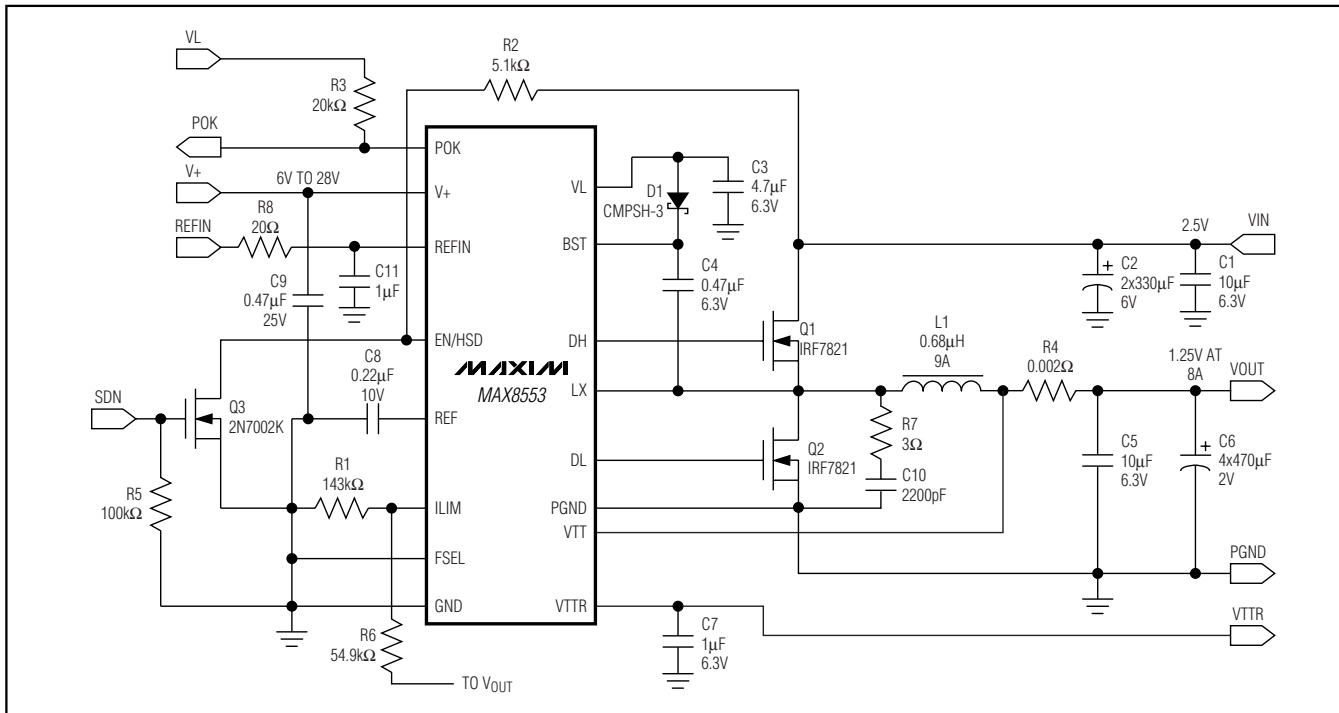 VL
R3
20kΩ
POK
V+
6V TO 28V
REFIN
R8
20Ω
C11
1µF
C9
0.47µF
25V
SDN
Q3
2N7002K
R5
100kΩ
C8
0.22µF
10V
R1
143kΩ
R6
54.9kΩ
TO VOUT
R2
5.1kΩ
POK
V+
REFIN
EN/HSD
REF
ILIM
FSEL
GND
MAXIM
MAX8553
VL
BST
DH
LX
DL
PGND
VTT
VTTR
D1
CMPSH-3
C3
4.7µF
6.3V
C4
0.47µF
6.3V
Q1
IRF7821
Q2
IRF7821
L1
0.68µH
9A
R7
3Ω
C10
2200pF
R4
0.002Ω
C7
1µF
6.3V
2.5V
VIN
C2
2x330µF
6V
C1
10µF
6.3V
1.25V AT
8A
VOUT
C5
10µF
6.3V
C6
4x470µF
2V
PGND
VTTR